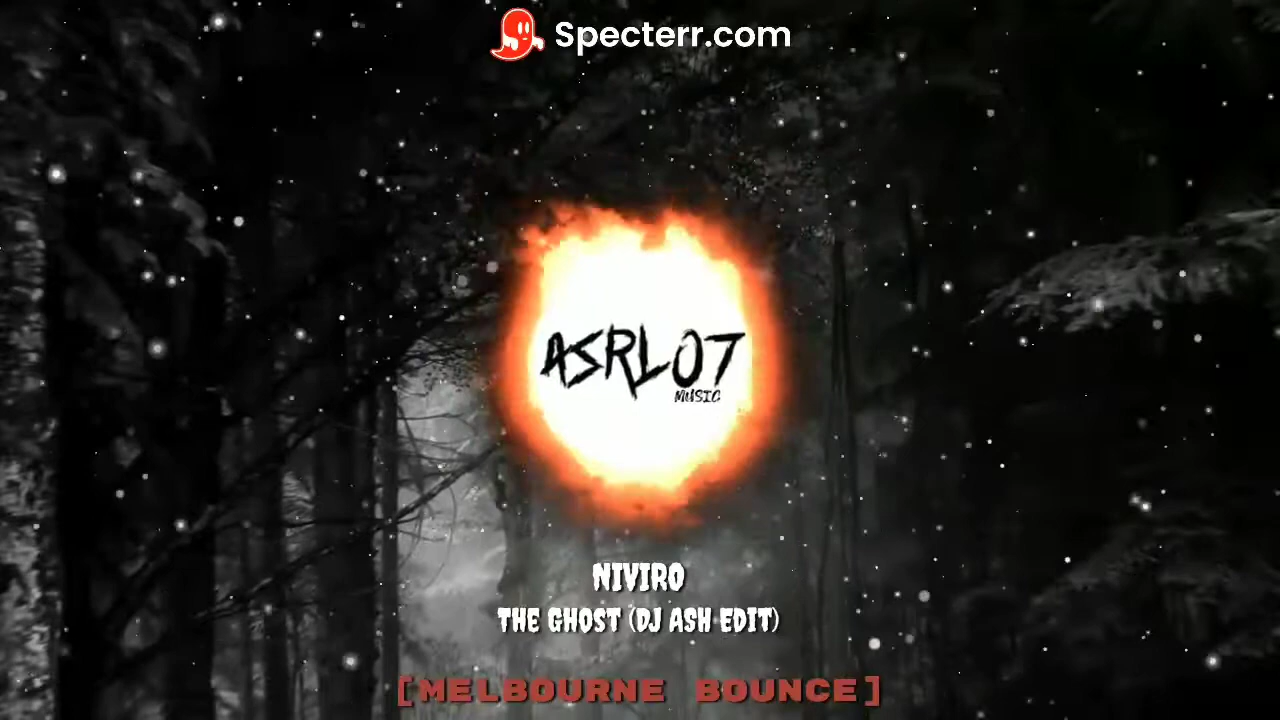 Specterr.com
ASRLO7
MUSIC
NIVIRO
THE GHOST (DJ ASH EDIT)
[MELBOURNE BOUNCE]